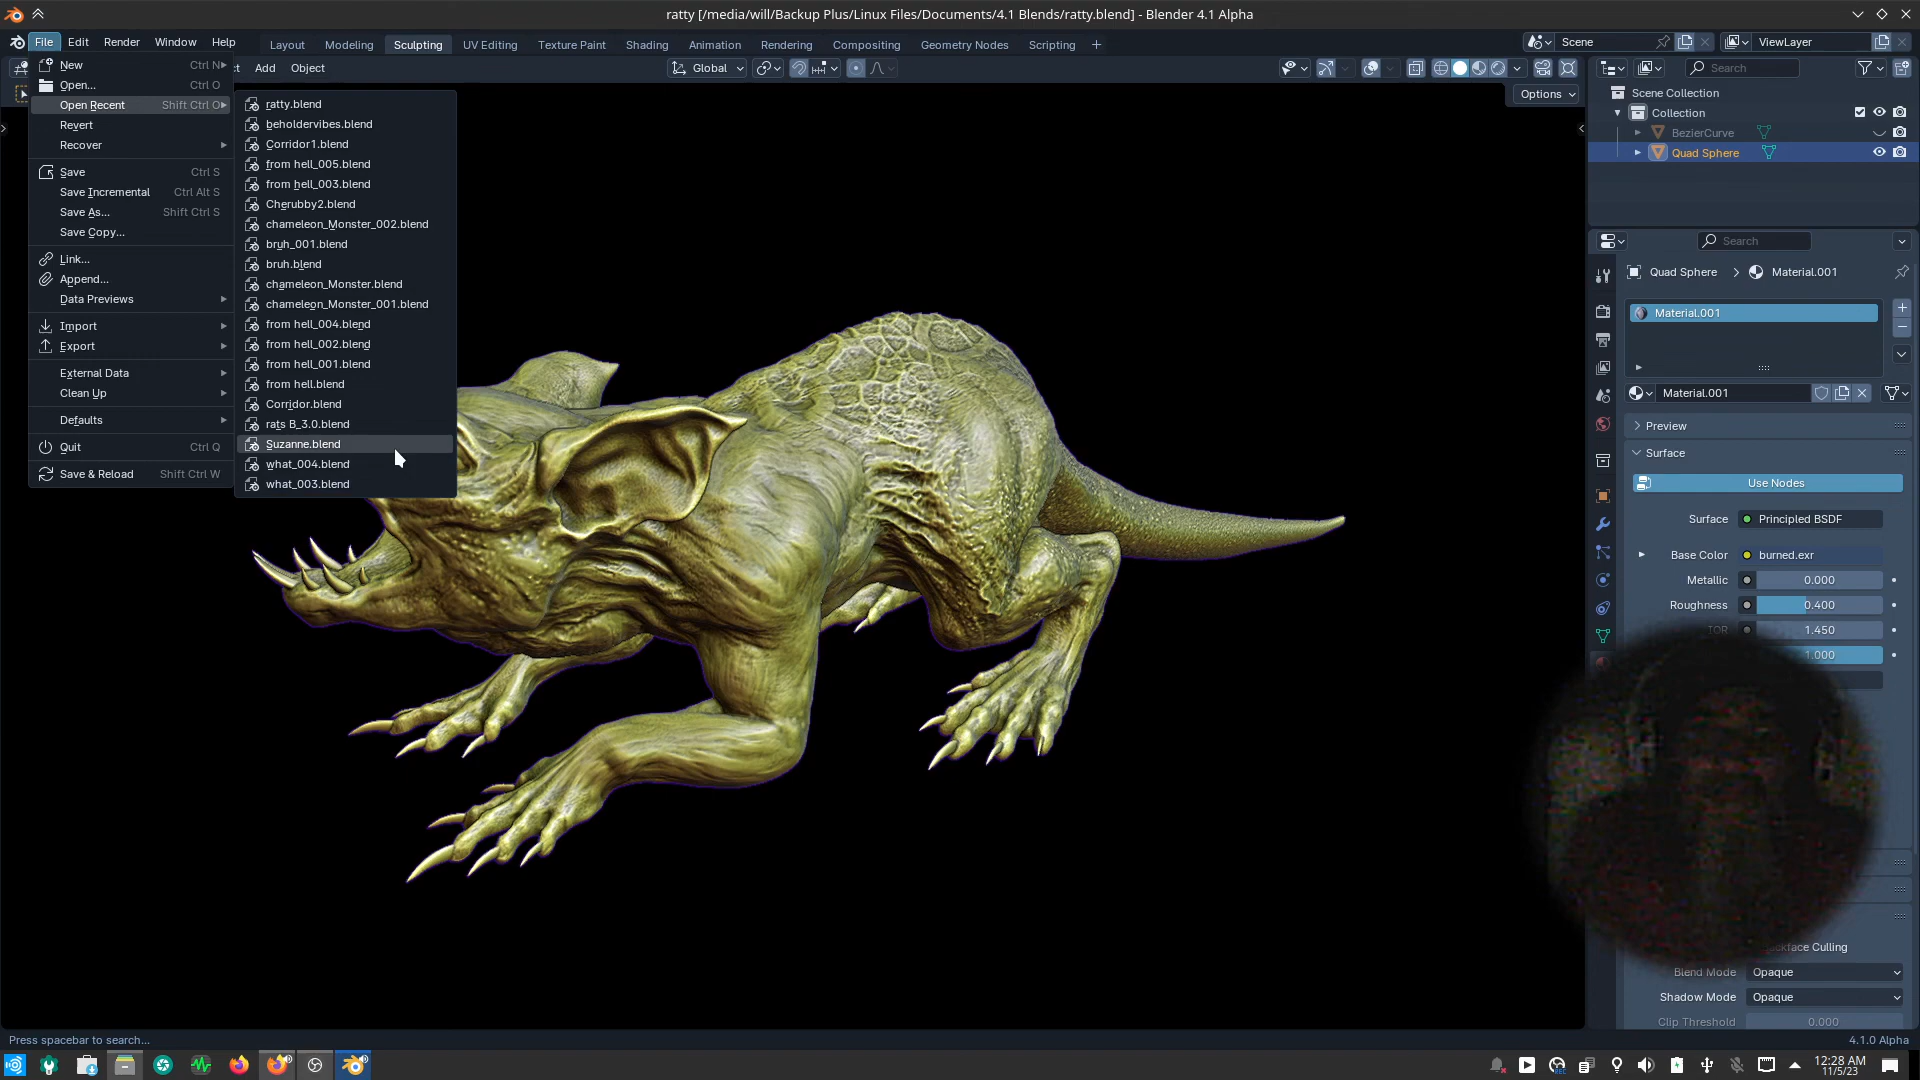 ratty [/media/will/Backup Plus/Linux Files/Documents/4.1 Blends/ratty.blend] - Blender 4.1 Alpha
File Edit Render Window Help Layout Modeling Sculpting UV Editing Texture Paint Shading Animation Rendering Compositing Geometry Nodes Scripting + Scene ViewLayer
Add Object Global Search
Options
New Ctrl N
Open... Ctrl O
Open Recent Shift Ctrl O
Revert
Recover
Save Ctrl S
Save Incremental Ctrl Alt S
Save As... Shift Ctrl S
Save Copy...
Link...
Append...
Data Previews
Import
Export
External Data
Clean Up
Defaults
Quit Ctrl Q
Save & Reload Shift Ctrl W
ratty.blend
beholdervibes.blend
Corridor1.blend
from hell_005.blend
from hell_003.blend
Cherubby2.blend
chameleon_Monster_002.blend
bruh_001.blend
bruh.blend
chameleon_Monster.blend
chameleon_Monster_001.blend
from hell_004.blend
from hell_002.blend
from hell_001.blend
from hell.blend
Corridor.blend
rats B_3.0.blend
Suzanne.blend
what_004.blend
what_003.blend
Scene Collection
Collection
BezierCurve
Quad Sphere
Search
Quad Sphere Material.001
Material.001
Material.001
Preview
Surface
Use Nodes
Surface Principled BSDF
Base Color burned.exr
Metallic 0.000
Roughness 0.400
IOR 1.450
1.000
ckface Culling
Blend Mode Opaque
Shadow Mode Opaque
Clip Threshold 0.000
Press spacebar to search...
4.1.0 Alpha
12:28 AM
11/5/23